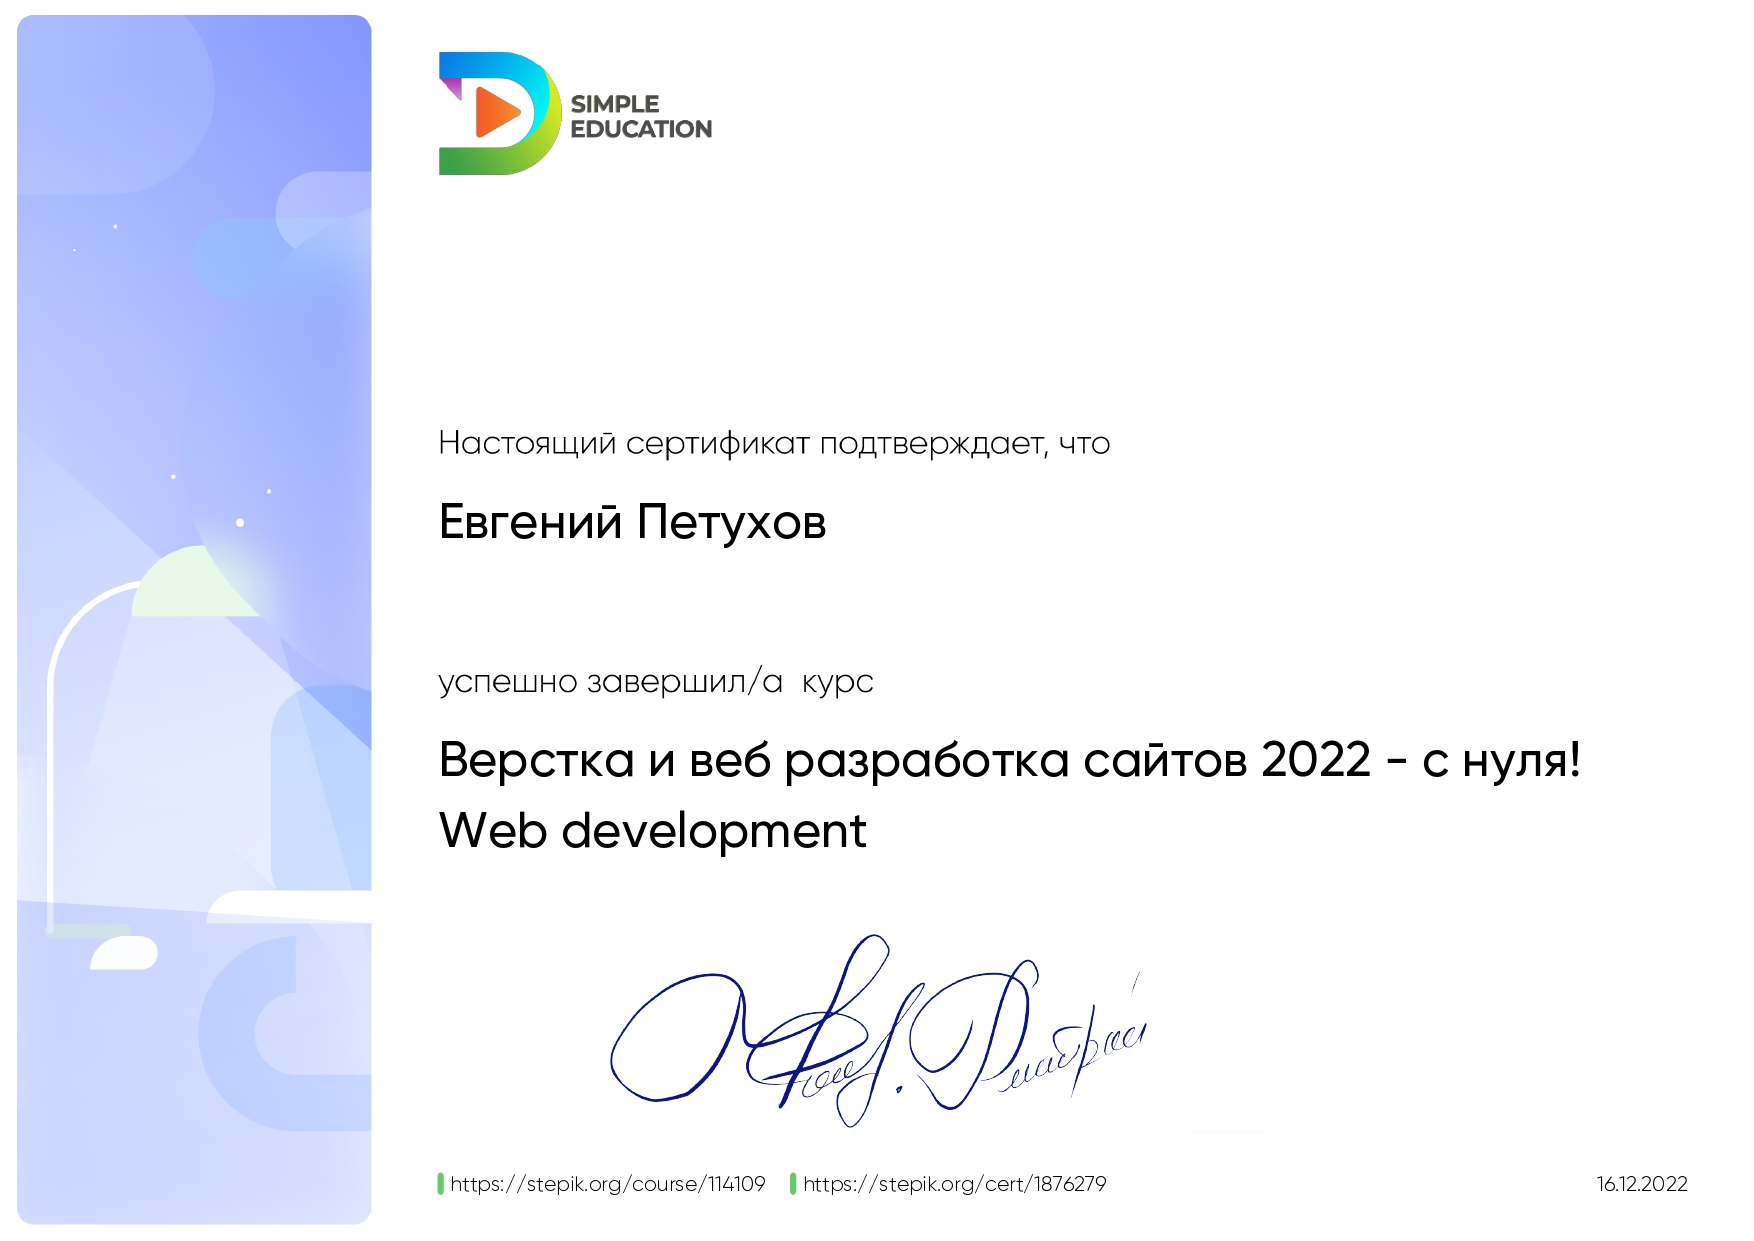 SIMPLE
EDUCATION
Настоящий сертификат подтверждает, что
Евгений Петухов
успешно завершил/а  курс
Верстка и веб разработка сайтов 2022 - с нуля!
Web development
https://stepik.org/course/114109
https://stepik.org/cert/1876279
16.12.2022